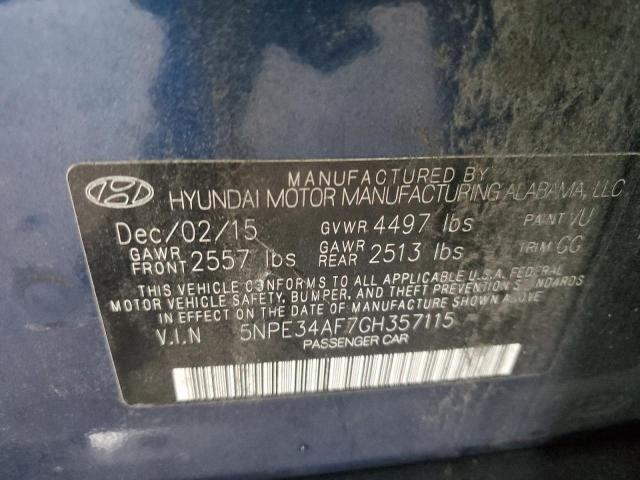 MANUFACTURED BY
HYUNDAI MOTOR MANUFACTURING ALABAMA, LLC
Dec/02/15 GVWR 4497 lbs PAINT YU
GAWR FRONT 2557 lbs GAWR REAR 2513 lbs TRIM GG
THIS VEHICLE CONFORMS TO ALL APPLICABLE U.S.A. FEDERAL
MOTOR VEHICLE SAFETY, BUMPER, AND THEFT PREVENTION STANDARDS
IN EFFECT ON THE DATE OF MANUFACTURE SHOWN ABOVE.
V.I.N 5NPE34AF7GH357115
PASSENGER CAR